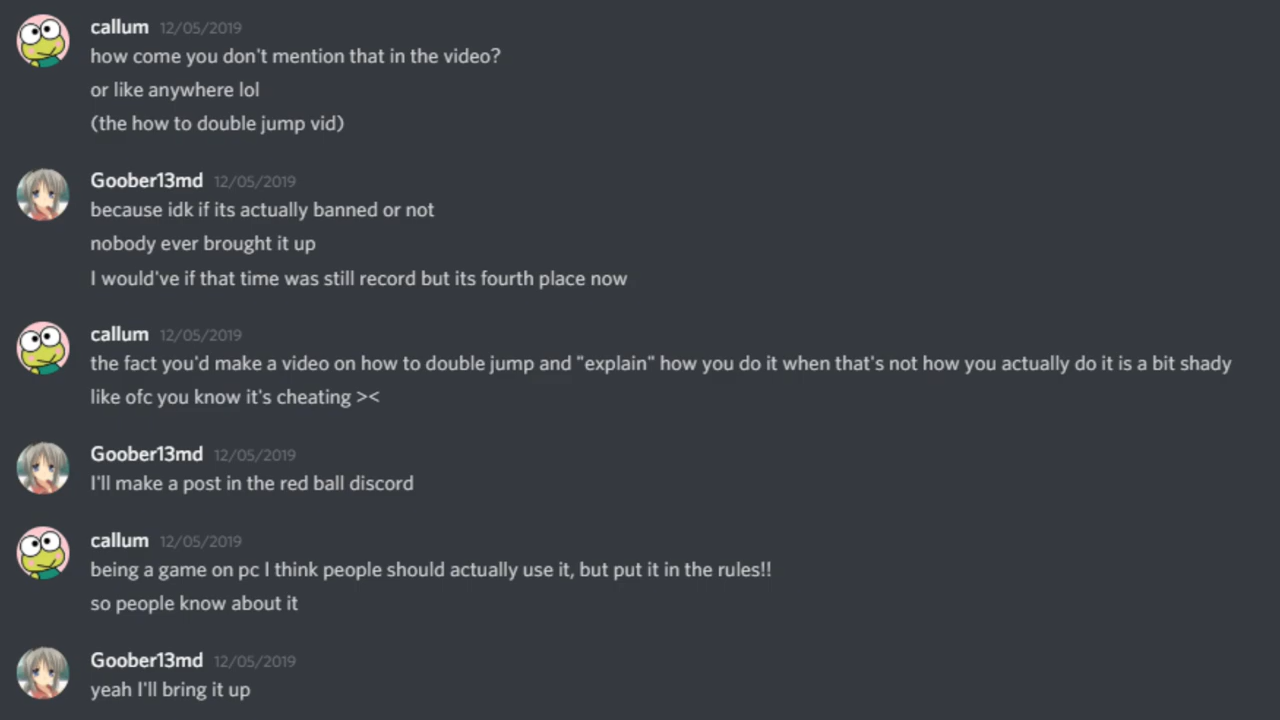 callum 12/05/2019
how come you don't mention that in the video?
or like anywhere lol
(the how to double jump vid)
Goober13md 12/05/2019
because idk if its actually banned or not
nobody ever brought it up
I would've if that time was still record but its fourth place now
callum 12/05/2019
the fact you'd make a video on how to double jump and "explain" how you do it when that's not how you actually do it is a bit shady
like ofc you know it's cheating ><
Goober13md 12/05/2019
I'll make a post in the red ball discord
callum 12/05/2019
being a game on pc I think people should actually use it, but put it in the rules!!
so people know about it
Goober13md 12/05/2019
yeah I'll bring it up